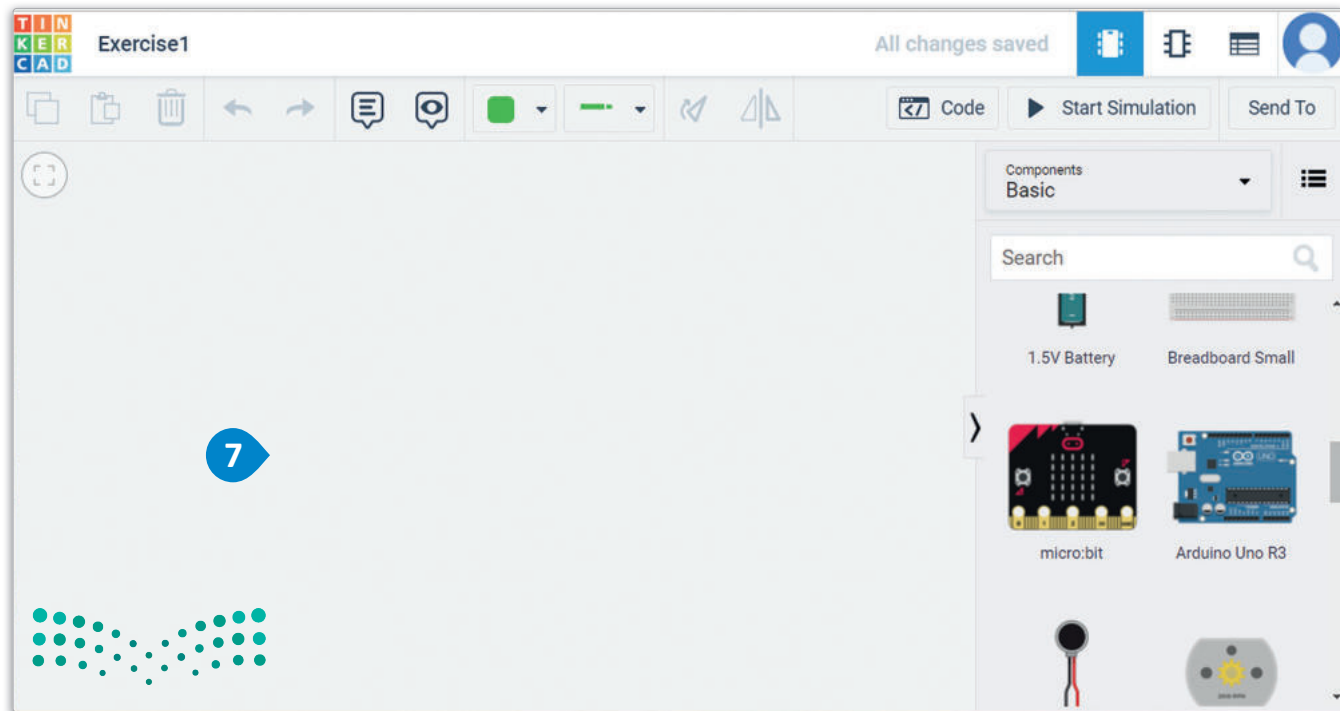 TIN
KER
CAD
Exercise1
All changes saved
Code
Start Simulation
Send To
Components
Basic
Search
1.5V Battery
Breadboard Small
7
micro:bit
Arduino Uno R3